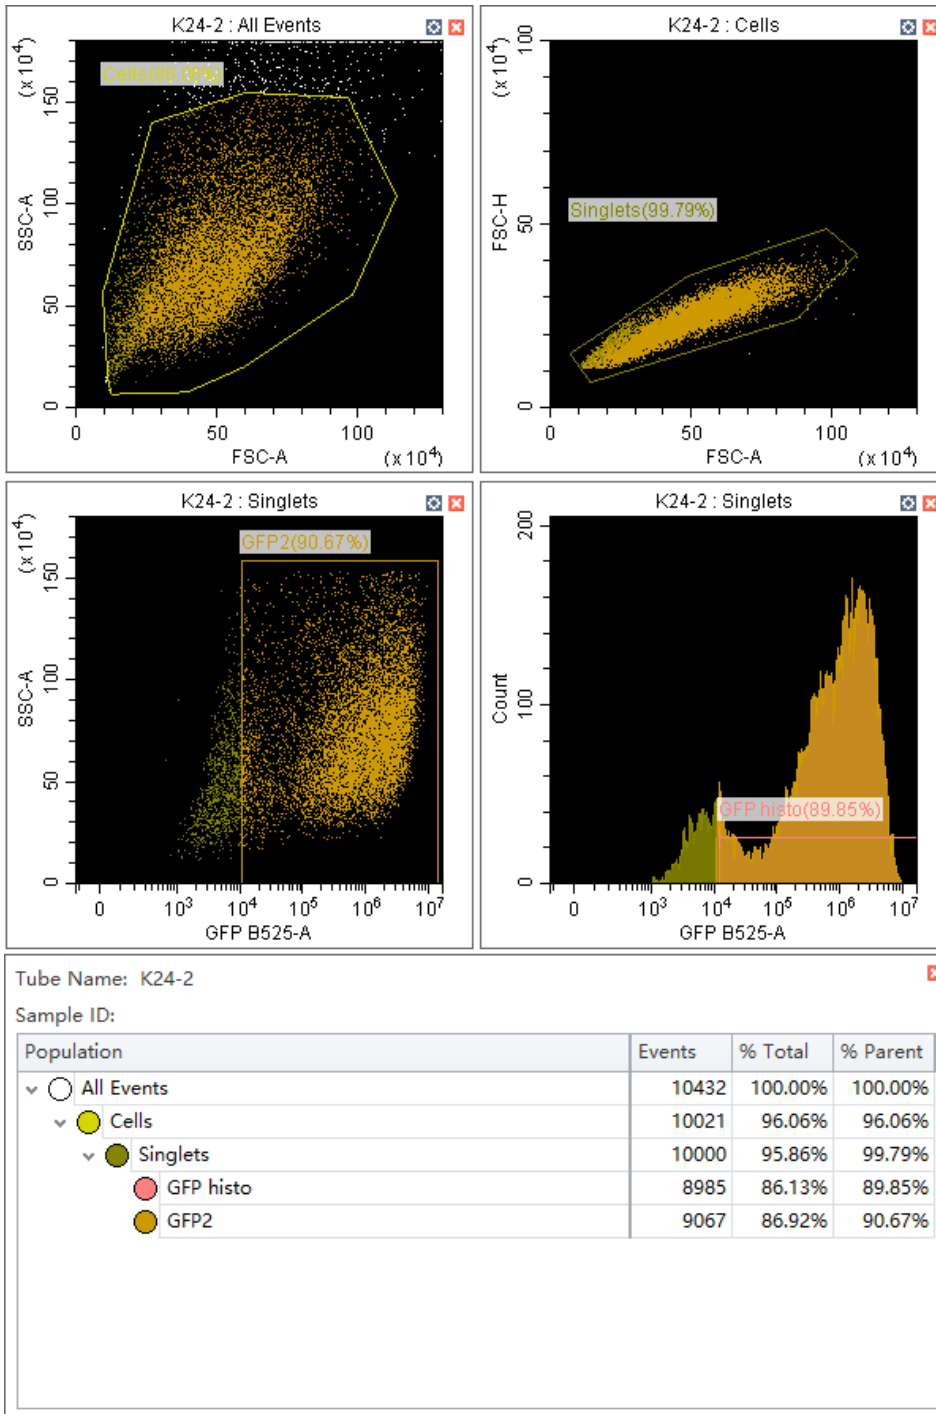 K24-2 : All Events
(x 10⁴)
Cells(96.06%)
150
100
50
0
SSC-A
0 50 100
FSC-A (x 10⁴)
K24-2 : Cells
(x 10⁴)
100
Singlets(99.79%)
50
0
FSC-H
0 50 100
FSC-A (x 10⁴)
K24-2 : Singlets
(x 10⁴)
GFP2(90.67%)
150
100
50
0
SSC-A
0 10³ 10⁴ 10⁵ 10⁶ 10⁷
GFP B525-A
K24-2 : Singlets
200
100
GFP histo(89.85%)
0
Count
0 10³ 10⁴ 10⁵ 10⁶ 10⁷
GFP B525-A
Tube Name: K24-2
Sample ID:
Population Events % Total % Parent
All Events 10432 100.00% 100.00%
Cells 10021 96.06% 96.06%
Singlets 10000 95.86% 99.79%
GFP histo 8985 86.13% 89.85%
GFP2 9067 86.92% 90.67%